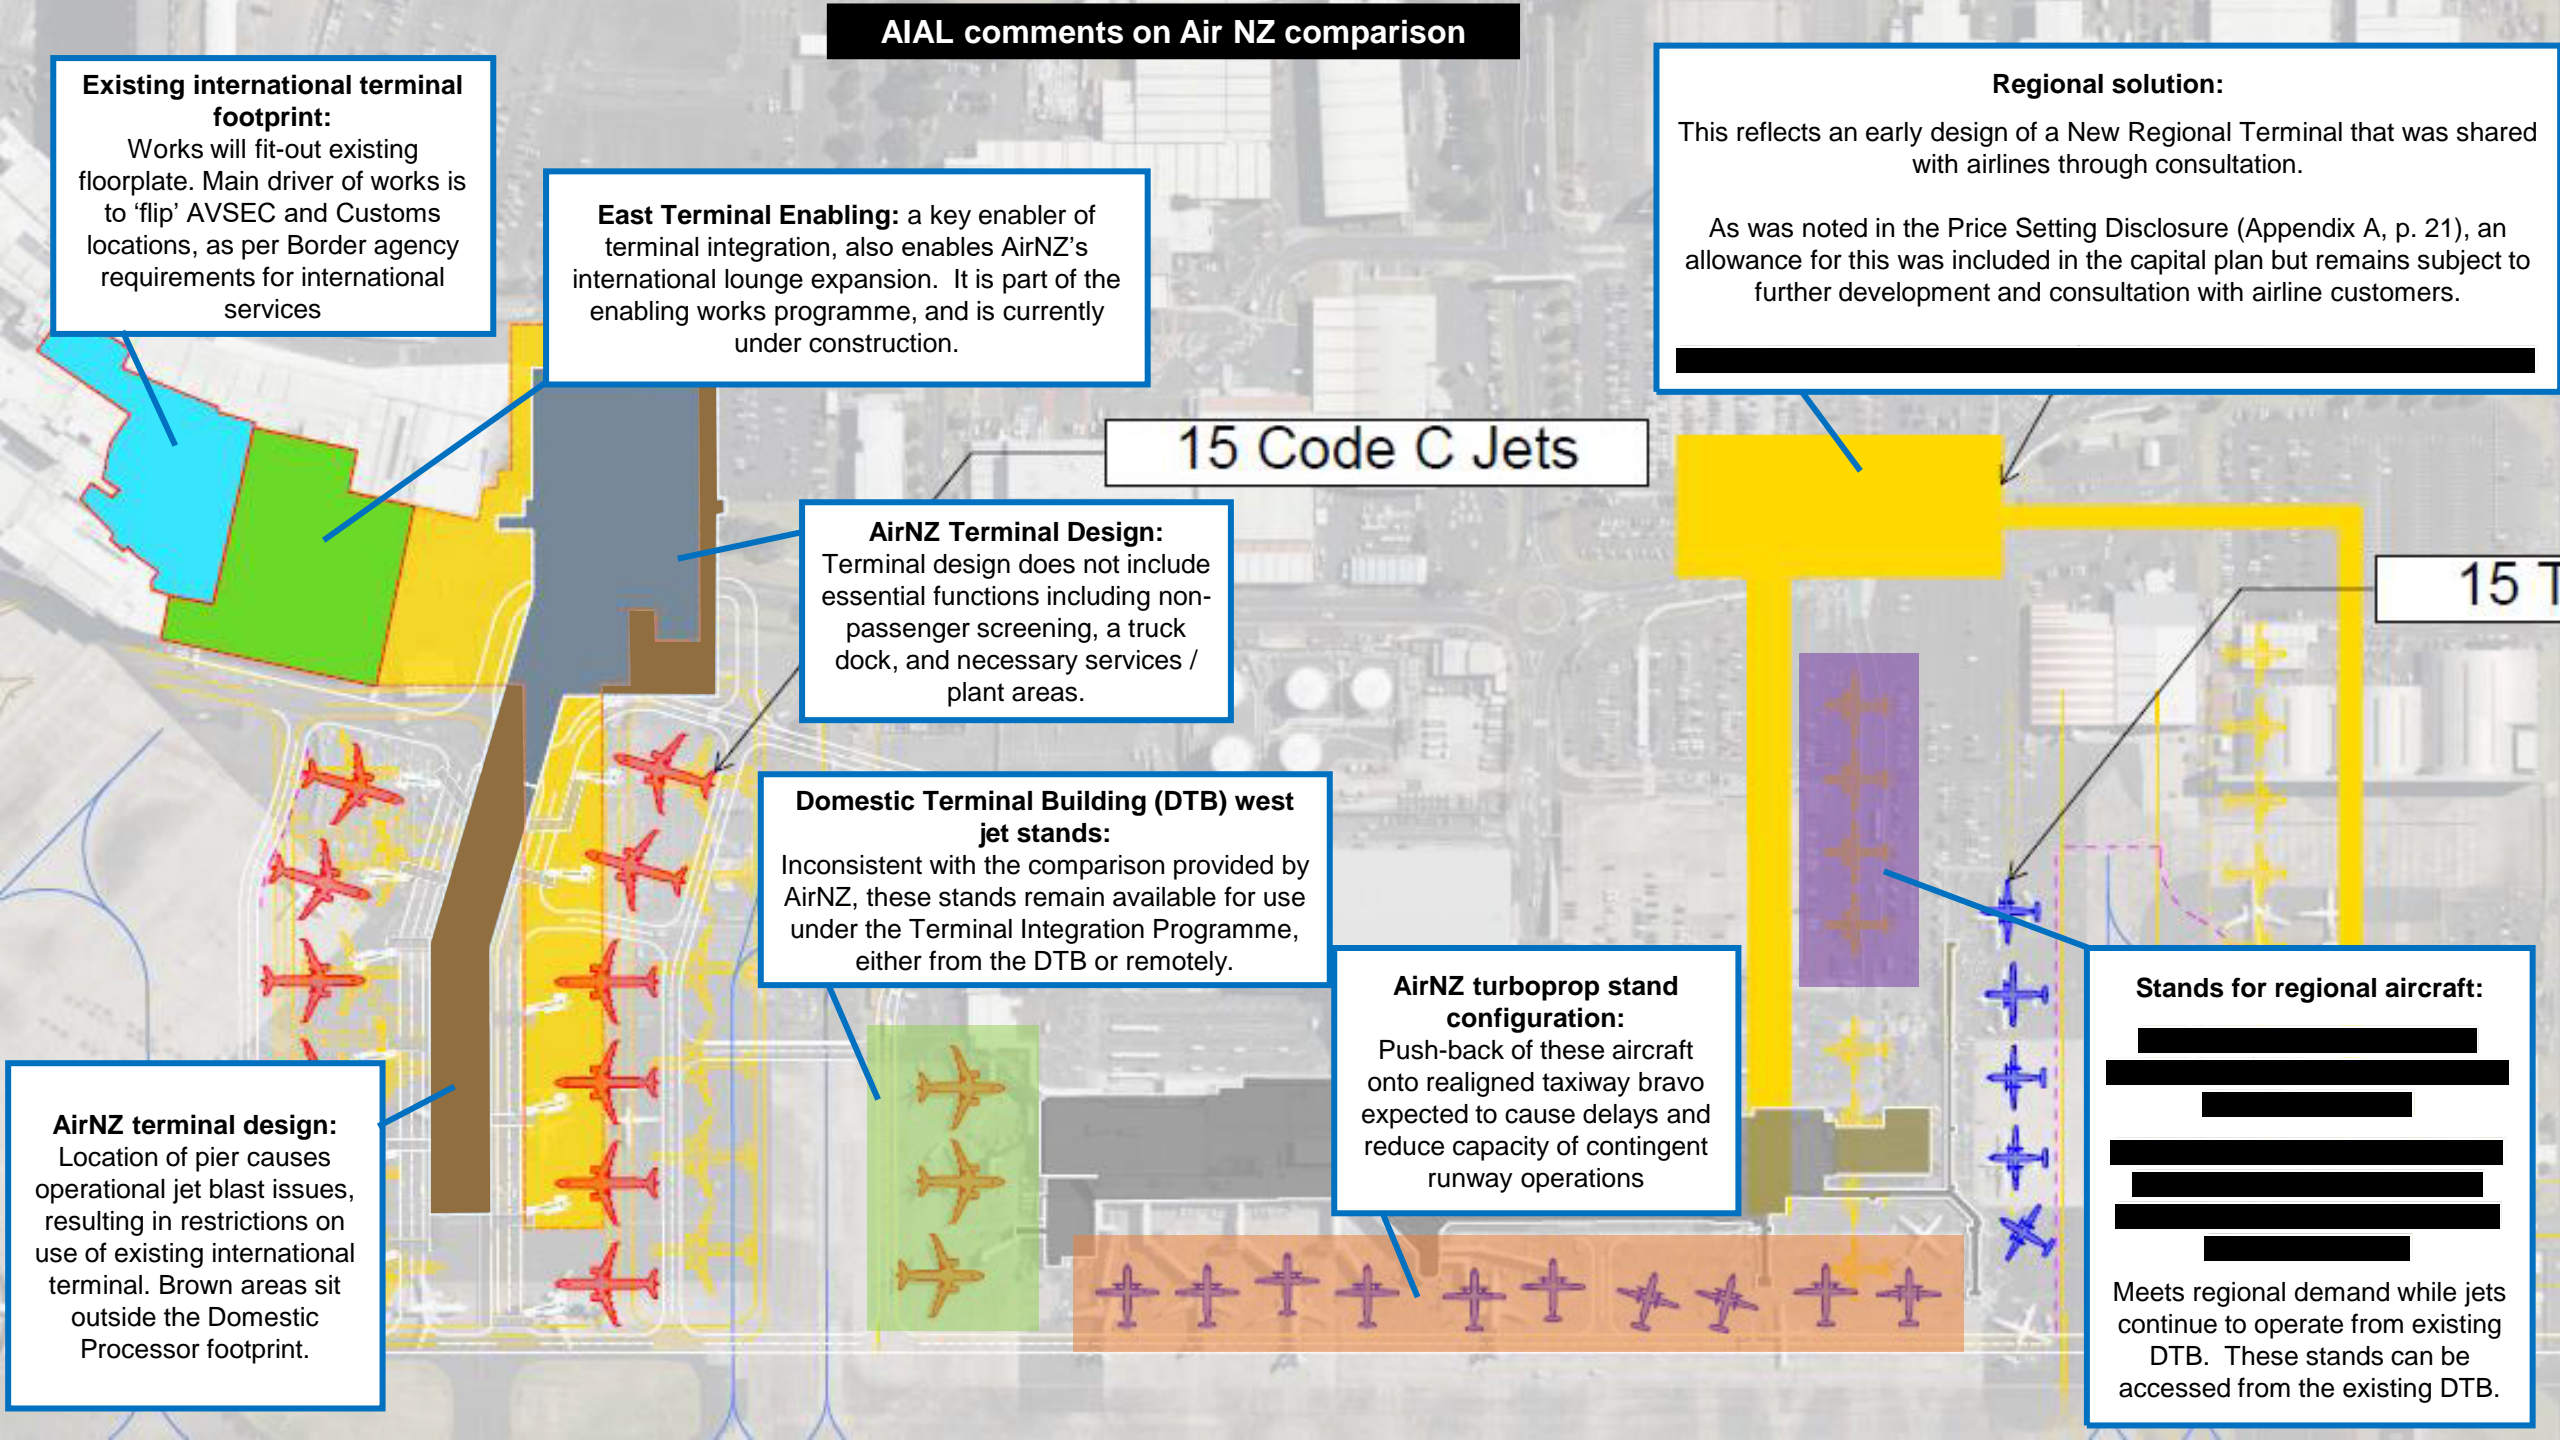 AIAL comments on Air NZ comparison
Existing international terminal
footprint:
Works will fit-out existing
floorplate. Main driver of works is
to ‘flip’ AVSEC and Customs
locations, as per Border agency
requirements for international
services
East Terminal Enabling: a key enabler of
terminal integration, also enables AirNZ’s
international lounge expansion.  It is part of the
enabling works programme, and is currently
under construction.
Regional solution:
This reflects an early design of a New Regional Terminal that was shared
with airlines through consultation.
As was noted in the Price Setting Disclosure (Appendix A, p. 21), an
allowance for this was included in the capital plan but remains subject to
further development and consultation with airline customers.
15 Code C Jets
AirNZ Terminal Design:
Terminal design does not include
essential functions including non-
passenger screening, a truck
dock, and necessary services /
plant areas.
15 T
Domestic Terminal Building (DTB) west
jet stands:
Inconsistent with the comparison provided by
AirNZ, these stands remain available for use
under the Terminal Integration Programme,
either from the DTB or remotely.
AirNZ turboprop stand
configuration:
Push-back of these aircraft
onto realigned taxiway bravo
expected to cause delays and
reduce capacity of contingent
runway operations
Stands for regional aircraft:
Meets regional demand while jets
continue to operate from existing
DTB.  These stands can be
accessed from the existing DTB.
AirNZ terminal design:
Location of pier causes
operational jet blast issues,
resulting in restrictions on
use of existing international
terminal. Brown areas sit
outside the Domestic
Processor footprint.